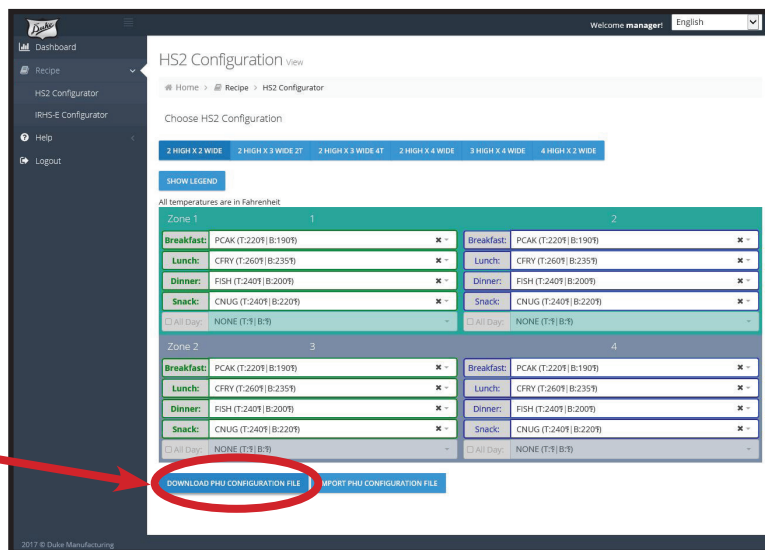 Duke
Welcome manager! English
Dashboard
Recipe
HS2 Configurator
IRHS-E Configurator
Help
Logout
HS2 Configuration View
Home > Recipe > HS2 Configurator
Choose HS2 Configuration
2 HIGH X 2 WIDE 2 HIGH X 3 WIDE 2T 2 HIGH X 3 WIDE 4T 2 HIGH X 4 WIDE 3 HIGH X 4 WIDE 4 HIGH X 2 WIDE
SHOW LEGEND
All temperatures are in Fahrenheit
Zone 1 1 2
Breakfast: PCAK (T:220℉|B:190℉) Breakfast: PCAK (T:220℉|B:190℉)
Lunch: CFRY (T:260℉|B:235℉) Lunch: CFRY (T:260℉|B:235℉)
Dinner: FISH (T:240℉|B:200℉) Dinner: FISH (T:240℉|B:200℉)
Snack: CNUG (T:240℉|B:220℉) Snack: CNUG (T:240℉|B:220℉)
All Day: NONE (T:℉|B:℉) All Day: NONE (T:℉|B:℉)
Zone 2 3 4
Breakfast: PCAK (T:220℉|B:190℉) Breakfast: PCAK (T:220℉|B:190℉)
Lunch: CFRY (T:260℉|B:235℉) Lunch: CFRY (T:260℉|B:235℉)
Dinner: FISH (T:240℉|B:200℉) Dinner: FISH (T:240℉|B:200℉)
Snack: CNUG (T:240℉|B:220℉) Snack: CNUG (T:240℉|B:220℉)
All Day: NONE (T:℉|B:℉) All Day: NONE (T:℉|B:℉)
DOWNLOAD PHU CONFIGURATION FILE IMPORT PHU CONFIGURATION FILE
2017 © Duke Manufacturing